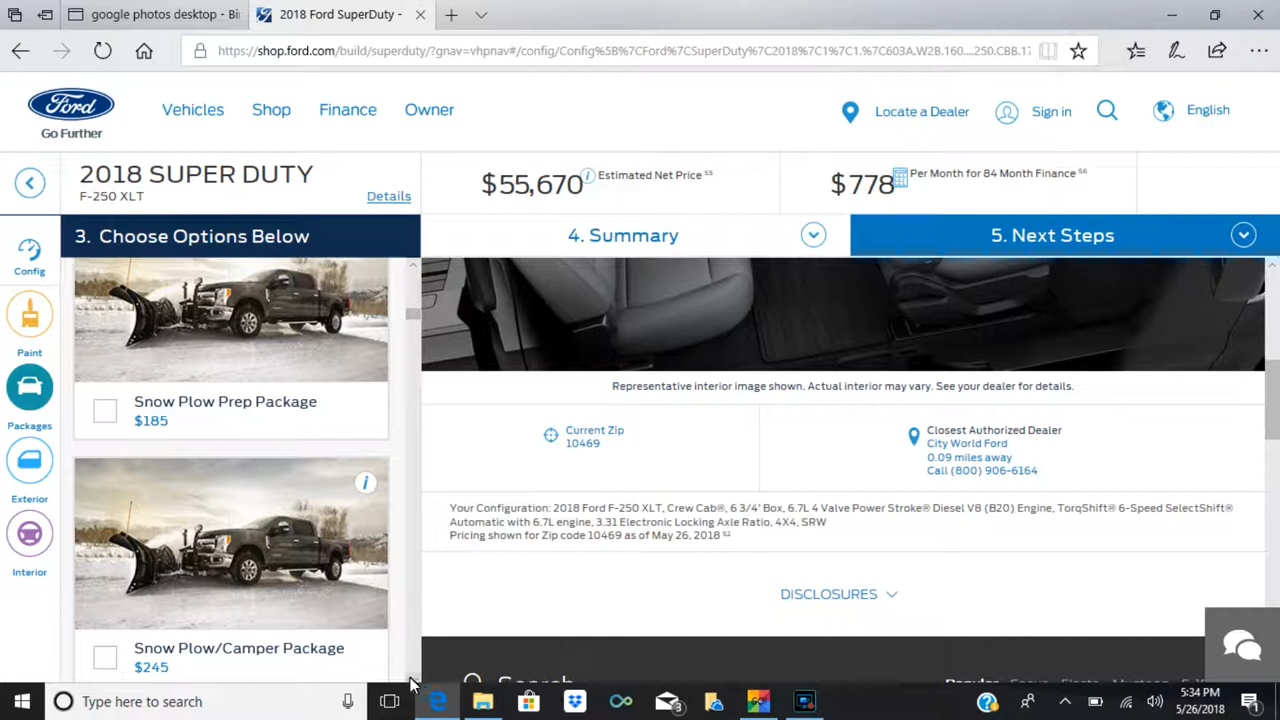 google photos desktop - Bi
2018 Ford SuperDuty -
https://shop.ford.com/build/superduty/?gnav=vhpnav#/config/Config%5B%7CFord%7CSuperDuty%7C2018%7C1%7C1.%7C603A.W2B.160....250.CBB.17
Ford
Go Further
Vehicles
Shop
Finance
Owner
Locate a Dealer
Sign in
English
2018 SUPER DUTY
F-250 XLT
Details
$55,670
Estimated Net Price 55
$778
Per Month for 84 Month Finance 56
3. Choose Options Below
4. Summary
5. Next Steps
Config
Paint
Packages
Exterior
Interior
Snow Plow Prep Package
$185
Snow Plow/Camper Package
$245
Representative interior image shown. Actual interior may vary. See your dealer for details.
Current Zip
10469
Closest Authorized Dealer
City World Ford
0.09 miles away
Call (800) 906-6164
Your Configuration: 2018 Ford F-250 XLT, Crew Cab®, 6 3/4' Box, 6.7L 4 Valve Power Stroke® Diesel V8 (B20) Engine, TorqShift® 6-Speed SelectShift®
Automatic with 6.7L engine, 3.31 Electronic Locking Axle Ratio, 4X4, SRW
Pricing shown for Zip code 10469 as of May 26, 2018 52
DISCLOSURES
Type here to search
3
5:34 PM
5/26/2018
1